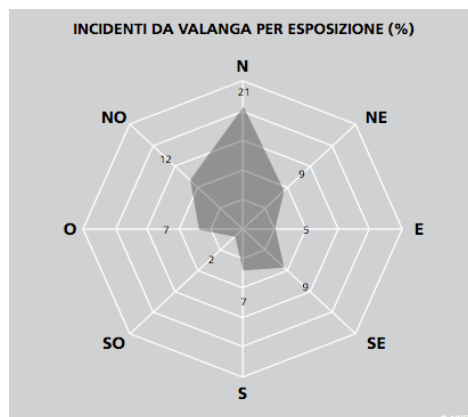 INCIDENTI DA VALANGA PER ESPOSIZIONE (%)
N
21
NO
NE
12
9
O
7
5
E
2
9
7
SO
SE
S